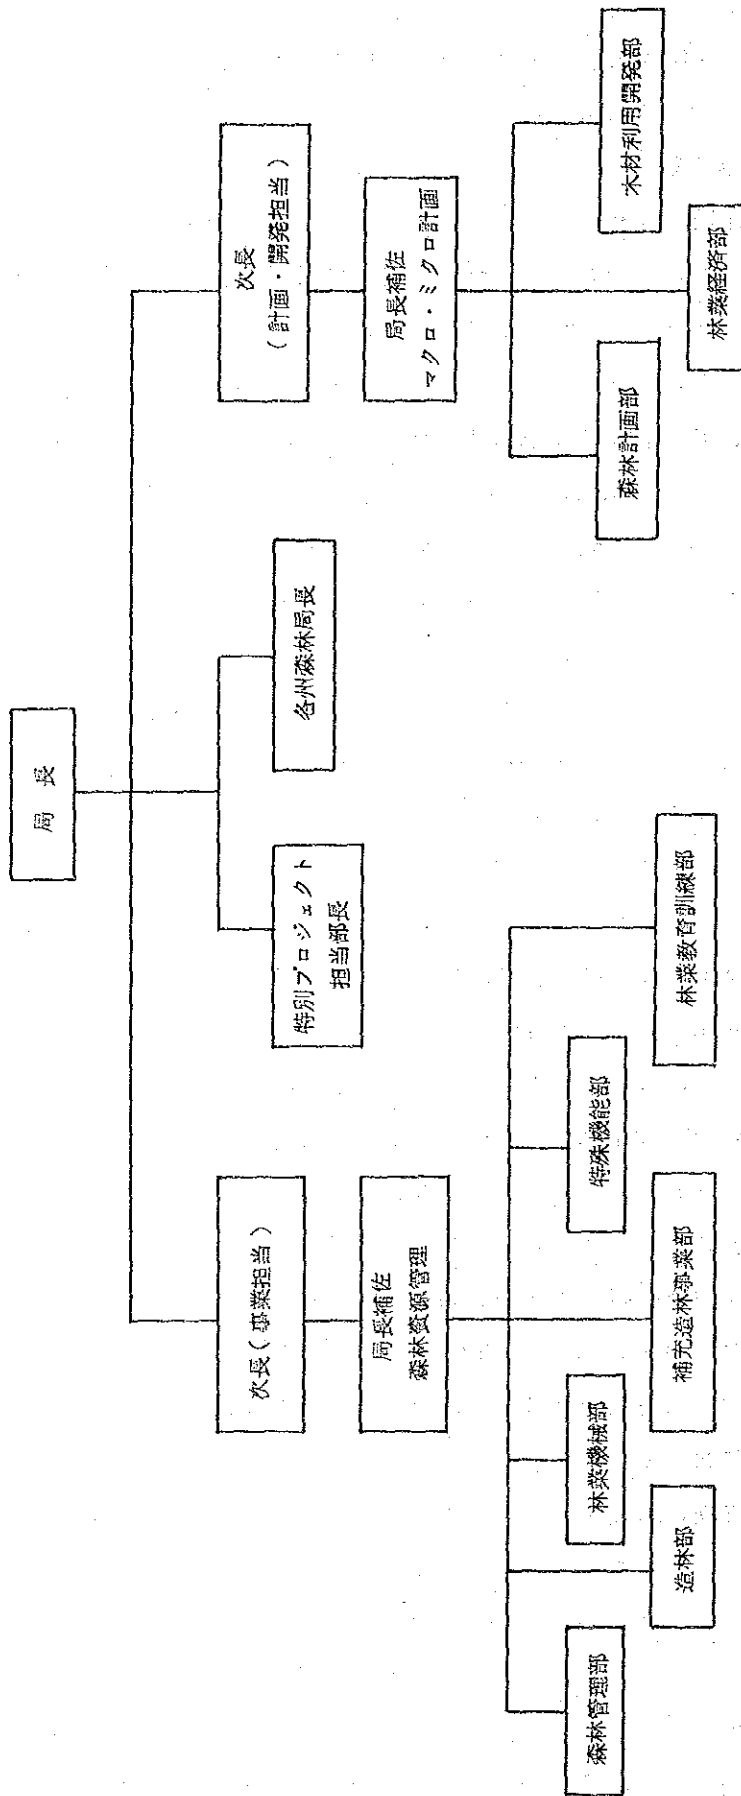 局長
次長（事業担当）
局長補佐
森林資源管理
森林管理部
造林部
林業機械部
補充造林事業部
特殊機能部
林業教育訓練部
特別プロジェクト
担当部長
各州森林局長
次長
（計画・開発担当）
局長補佐
マクロ・ミクロ計画
森林計画部
林業経済部
木材利用開発部